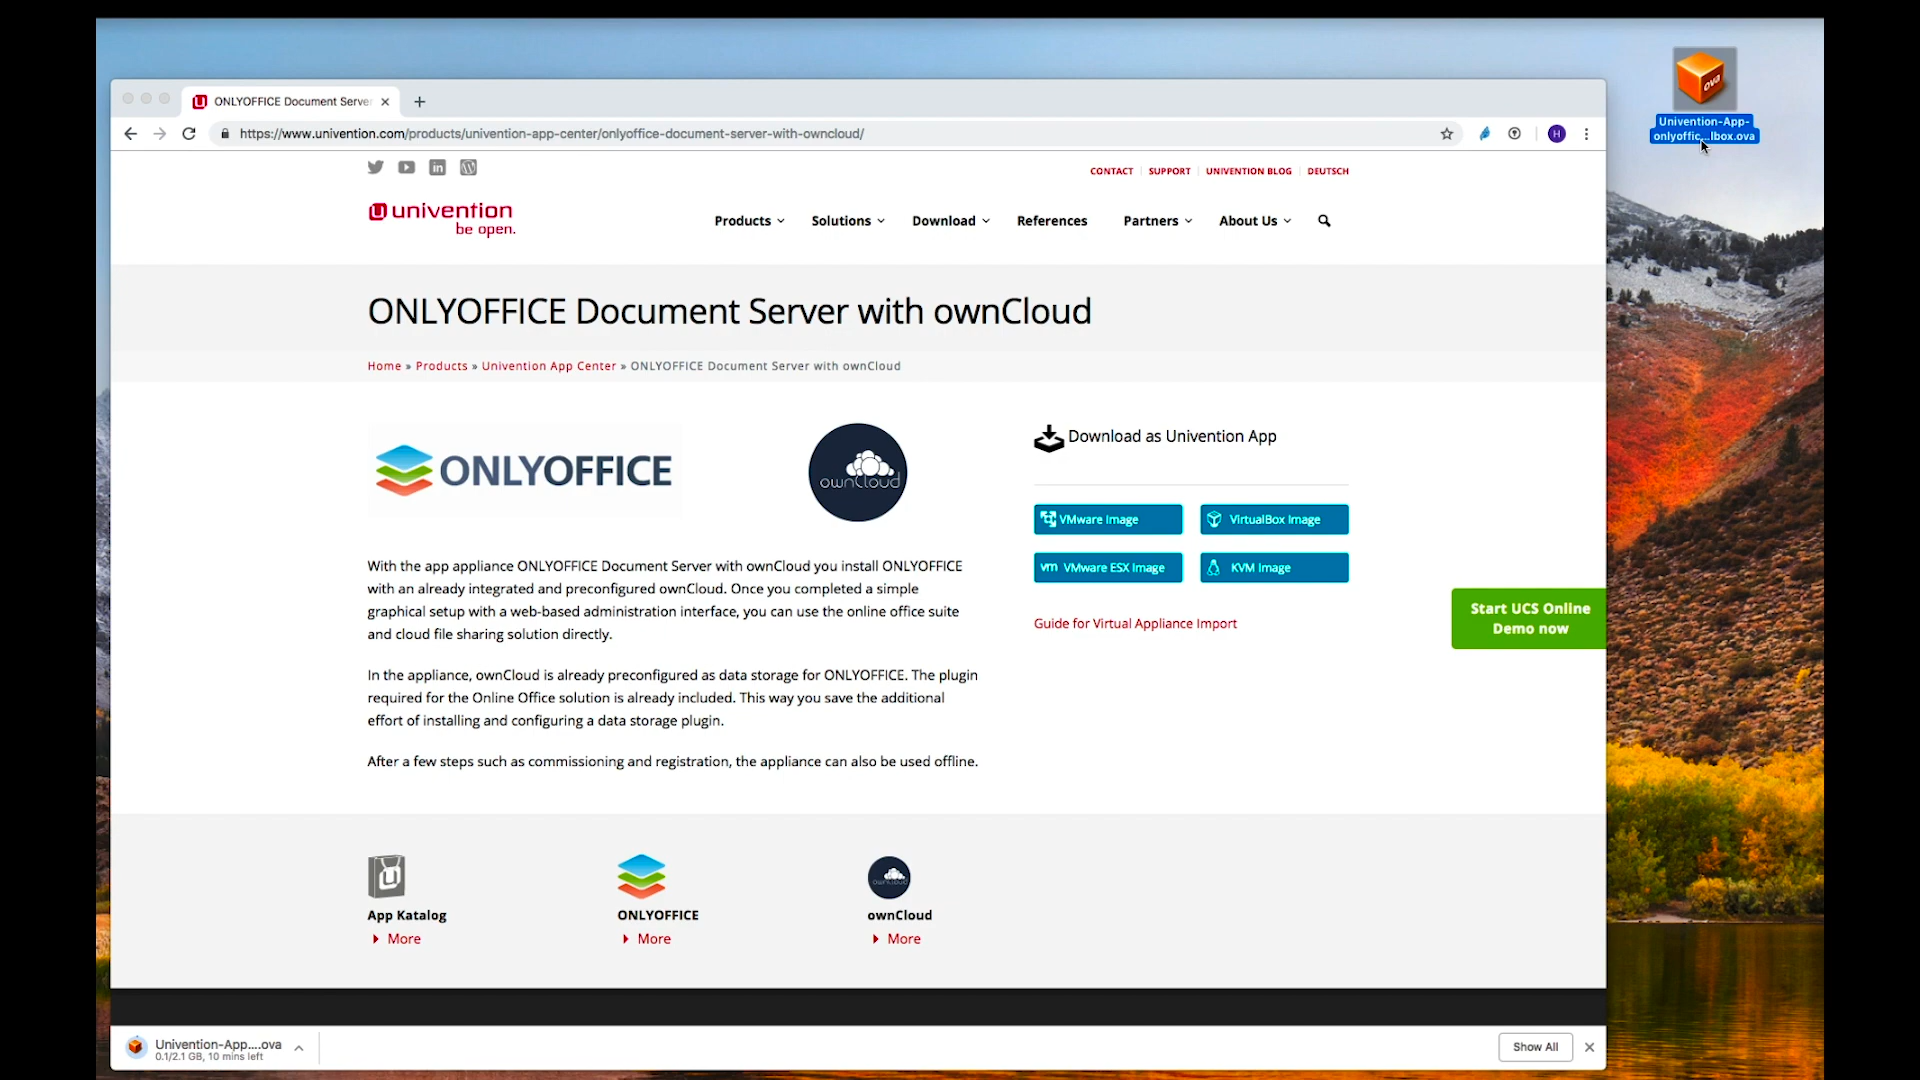 ova
Univention-App-
onlyoffic...lbox.ova
ONLYOFFICE Document Serve
https://www.univention.com/products/univention-app-center/onlyoffice-document-server-with-owncloud/
H
in
CONTACT SUPPORT UNIVENTION BLOG DEUTSCH
univention
be open.
Products Solutions Download References Partners About Us
ONLYOFFICE Document Server with ownCloud
Home » Products » Univention App Center » ONLYOFFICE Document Server with ownCloud
ONLYOFFICE
ownCloud
Download as Univention App
VMware Image
VirtualBox Image
vm VMware ESX Image
KVM Image
Guide for Virtual Appliance Import
With the app appliance ONLYOFFICE Document Server with ownCloud you install ONLYOFFICE
with an already integrated and preconfigured ownCloud. Once you completed a simple
graphical setup with a web-based administration interface, you can use the online office suite
and cloud file sharing solution directly.
In the appliance, ownCloud is already preconfigured as data storage for ONLYOFFICE. The plugin
required for the Online Office solution is already included. This way you save the additional
effort of installing and configuring a data storage plugin.
After a few steps such as commissioning and registration, the appliance can also be used offline.
Start UCS Online
Demo now
App Katalog
More
ONLYOFFICE
More
ownCloud
ownCloud
More
Univention-App....ova
0.1/2.1 GB, 10 mins left
Show All